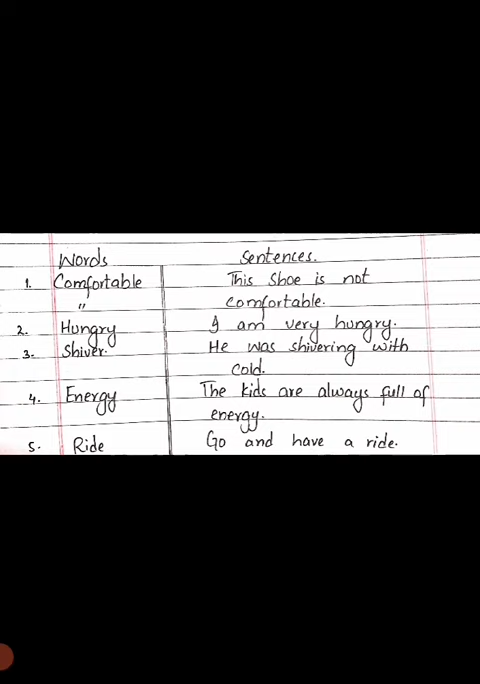 Words Sentences.
1. Comfortable This Shoe is not
" comfortable.
2. Hungry I am very hungry.
3. Shiver. He was shivering with
cold.
4. Energy The kids are always full of
energy.
5. Ride Go and have a ride.